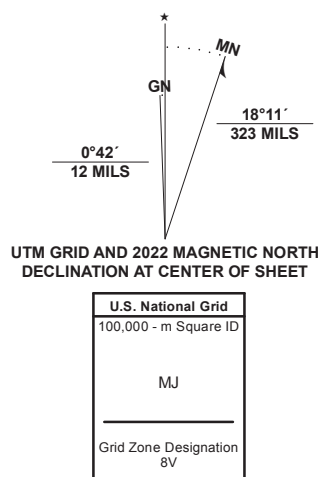 ★
MN
GN
18°11´
323 MILS
0°42´
12 MILS
UTM GRID AND 2022 MAGNETIC NORTH
DECLINATION AT CENTER OF SHEET
U.S. National Grid
100,000 - m Square ID
MJ
Grid Zone Designation
8V